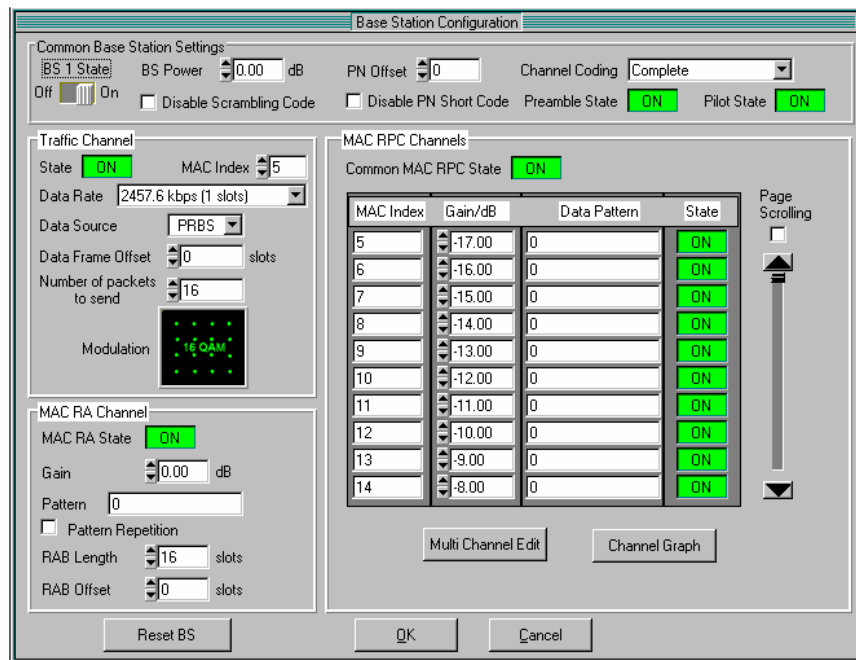 Base Station Configuration
Common Base Station Settings
BS 1 State
Off
On
BS Power 0.00 dB
Disable Scrambling Code
PN Offset 0
Disable PN Short Code
Channel Coding Complete
Preamble State ON
Pilot State ON
Traffic Channel
State ON
MAC Index 5
Data Rate 2457.6 kbps (1 slots)
Data Source PRBS
Data Frame Offset 0 slots
Number of packets
to send
16
Modulation
16 QAM
MAC RA Channel
MAC RA State ON
Gain 0.00 dB
Pattern 0
Pattern Repetition
RAB Length 16 slots
RAB Offset 0 slots
MAC RPC Channels
Common MAC RPC State ON
MAC Index Gain/dB Data Pattern State
5 -17.00 0 ON
6 -16.00 0 ON
7 -15.00 0 ON
8 -14.00 0 ON
9 -13.00 0 ON
10 -12.00 0 ON
11 -11.00 0 ON
12 -10.00 0 ON
13 -9.00 0 ON
14 -8.00 0 ON
Page
Scrolling
Multi Channel Edit
Channel Graph
Reset BS
OK
Cancel